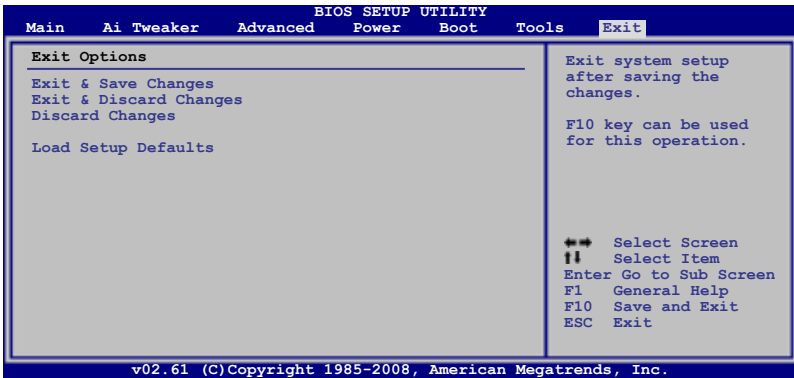 BIOS SETUP UTILITY
Main Ai Tweaker Advanced Power Boot Tools Exit
Exit Options
Exit & Save Changes
Exit & Discard Changes
Discard Changes
Load Setup Defaults
Exit system setup
after saving the
changes.
F10 key can be used
for this operation.
←→ Select Screen
↑↓ Select Item
Enter Go to Sub Screen
F1 General Help
F10 Save and Exit
ESC Exit
v02.61 (C)Copyright 1985-2008, American Megatrends, Inc.